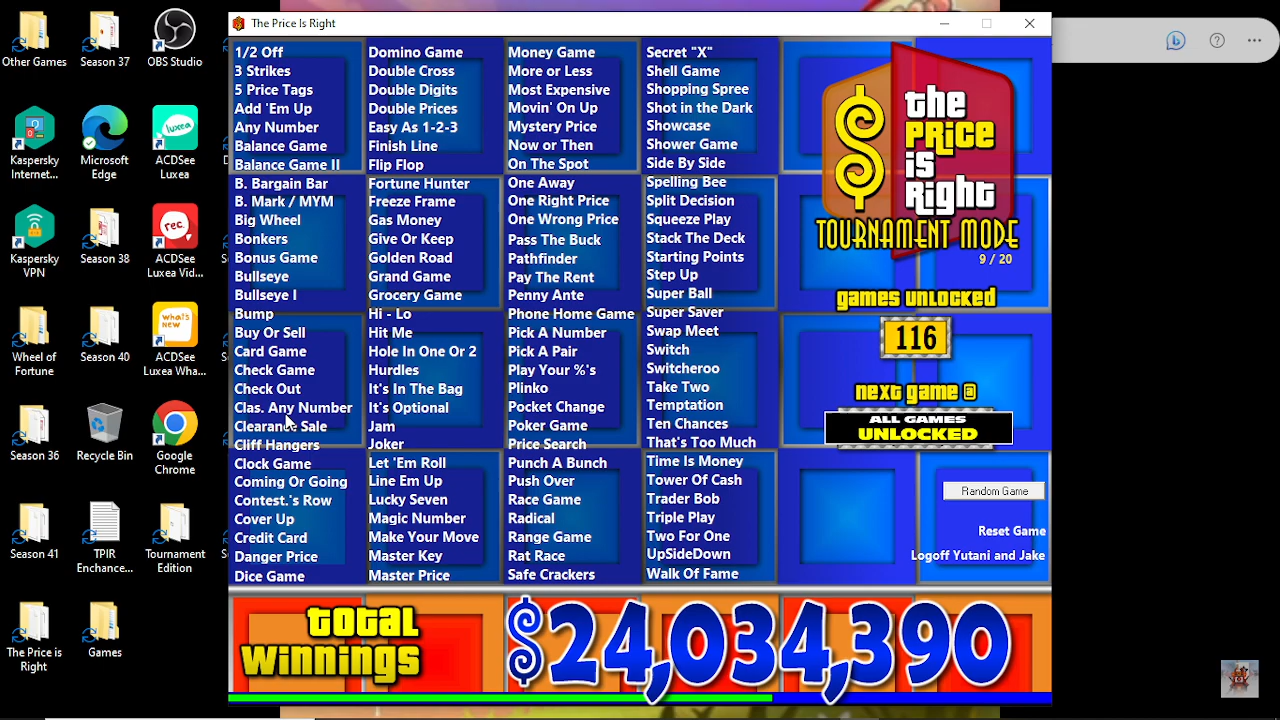 Other Games
Season 37
OBS Studio
Kaspersky
Internet...
Microsoft
Edge
ACDSee
Luxea
Kaspersky
VPN
Season 38
ACDSee
Luxea Vid...
Wheel of
Fortune
Season 40
ACDSee
Luxea Wha...
Season 36
Recycle Bin
Google
Chrome
Season 41
TPIR
Enchance...
Tournament
Edition
The Price is
Right
Games
luxea
rec.
what's
new
The Price Is Right
1/2 Off
3 Strikes
5 Price Tags
Add 'Em Up
Any Number
Balance Game
Balance Game II
B. Bargain Bar
B. Mark / MYM
Big Wheel
Bonkers
Bonus Game
Bullseye
Bullseye I
Bump
Buy Or Sell
Card Game
Check Game
Check Out
Clas. Any Number
Clearance Sale
Cliff Hangers
Clock Game
Coming Or Going
Contest.'s Row
Cover Up
Credit Card
Danger Price
Dice Game
Domino Game
Double Cross
Double Digits
Double Prices
Easy As 1-2-3
Finish Line
Flip Flop
Fortune Hunter
Freeze Frame
Gas Money
Give Or Keep
Golden Road
Grand Game
Grocery Game
Hi - Lo
Hit Me
Hole In One Or 2
Hurdles
It's In The Bag
It's Optional
Jam
Joker
Let 'Em Roll
Line Em Up
Lucky Seven
Magic Number
Make Your Move
Master Key
Master Price
Money Game
More or Less
Most Expensive
Movin' On Up
Mystery Price
Now or Then
On The Spot
One Away
One Right Price
One Wrong Price
Pass The Buck
Pathfinder
Pay The Rent
Penny Ante
Phone Home Game
Pick A Number
Pick A Pair
Play Your %'s
Plinko
Pocket Change
Poker Game
Price Search
Punch A Bunch
Push Over
Race Game
Radical
Range Game
Rat Race
Safe Crackers
Secret "X"
Shell Game
Shopping Spree
Shot in the Dark
Showcase
Shower Game
Side By Side
Spelling Bee
Split Decision
Squeeze Play
Stack The Deck
Starting Points
Step Up
Super Ball
Super Saver
Swap Meet
Switch
Switcheroo
Take Two
Temptation
Ten Chances
That's Too Much
Time Is Money
Tower Of Cash
Trader Bob
Triple Play
Two For One
UpSideDown
Walk Of Fame
$ the
PRiCE
is
Right
TOURNAMENT MODE
9 / 20
games unlocked
116
next game @
ALL GAMES
UNLOCKED
Random Game
Reset Game
Logoff Yutani and Jake
total
winnings
$24,034,390